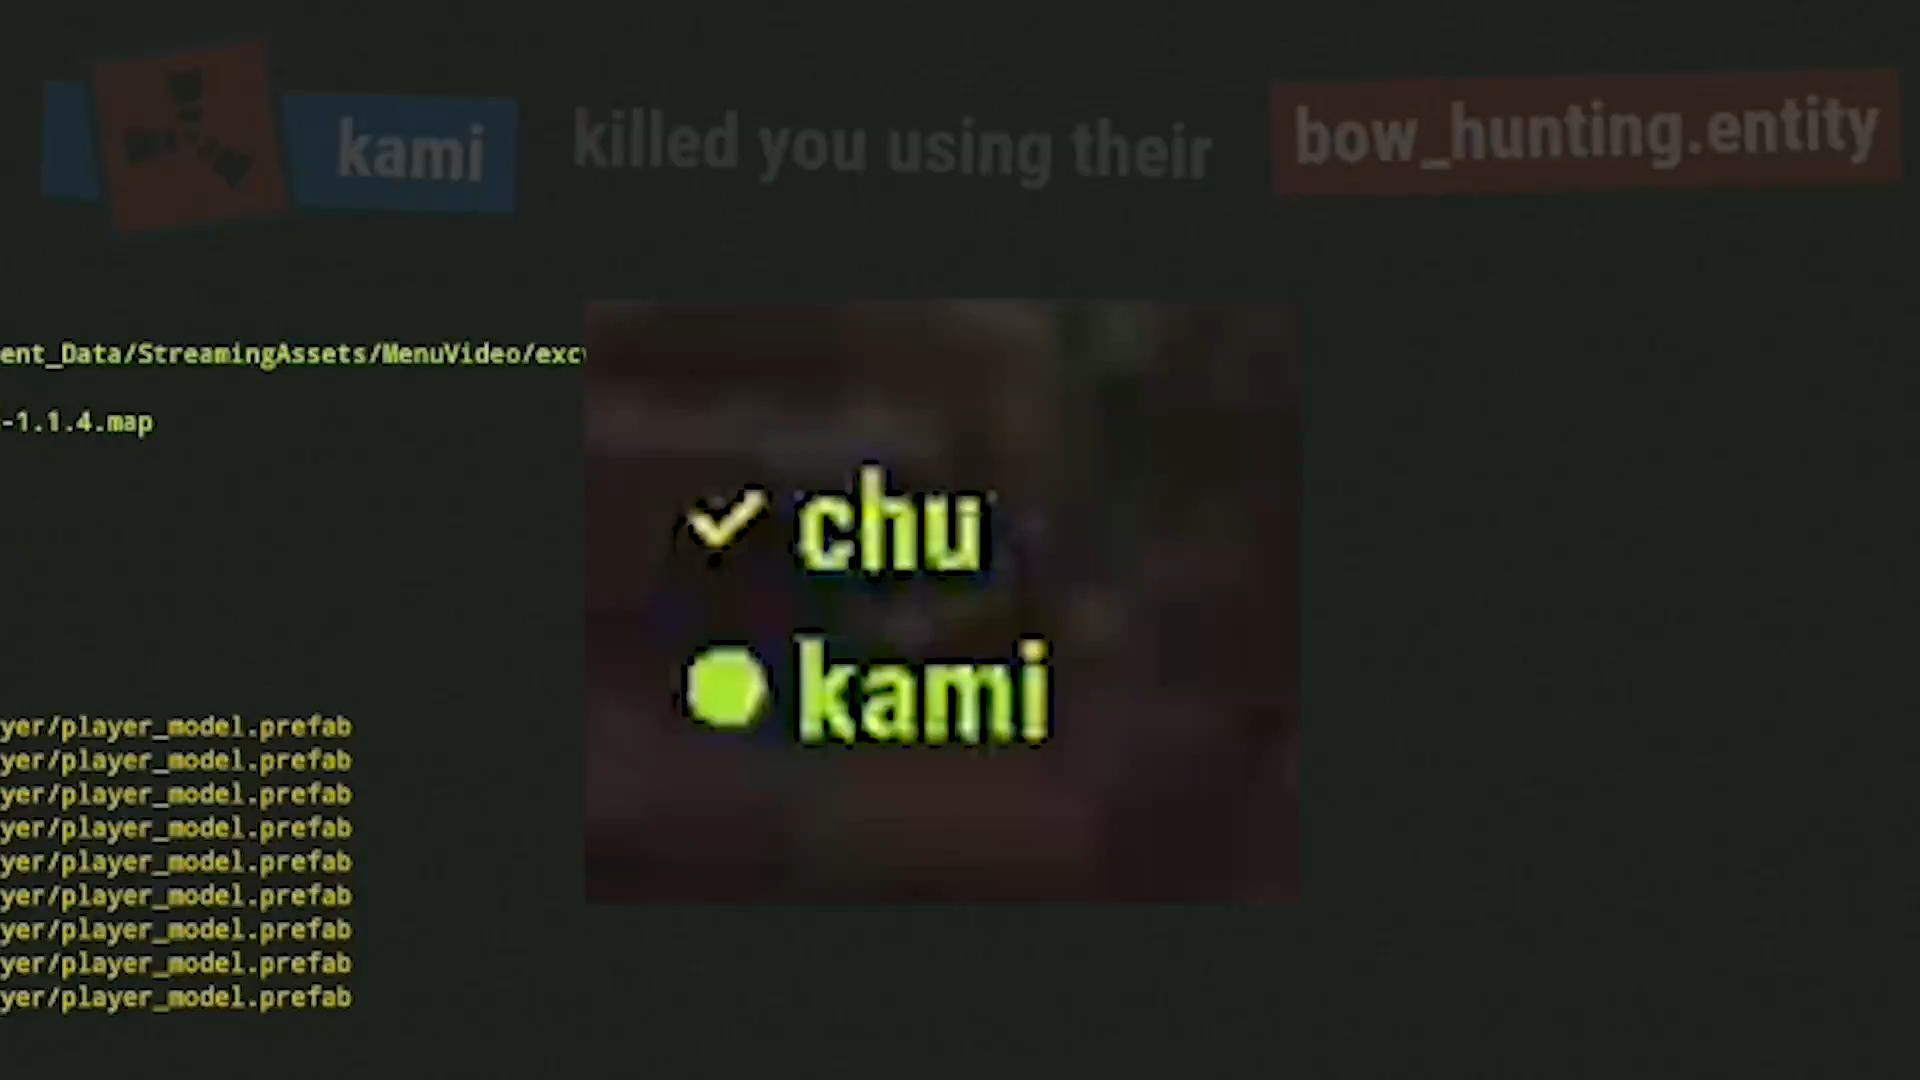 kami killed you using their bow_hunting.entity
ent_Data/StreamingAssets/MenuVideo/exc
-1.1.4.map
chu
kami
yer/player_model.prefab
yer/player_model.prefab
yer/player_model.prefab
yer/player_model.prefab
yer/player_model.prefab
yer/player_model.prefab
yer/player_model.prefab
yer/player_model.prefab
yer/player_model.prefab